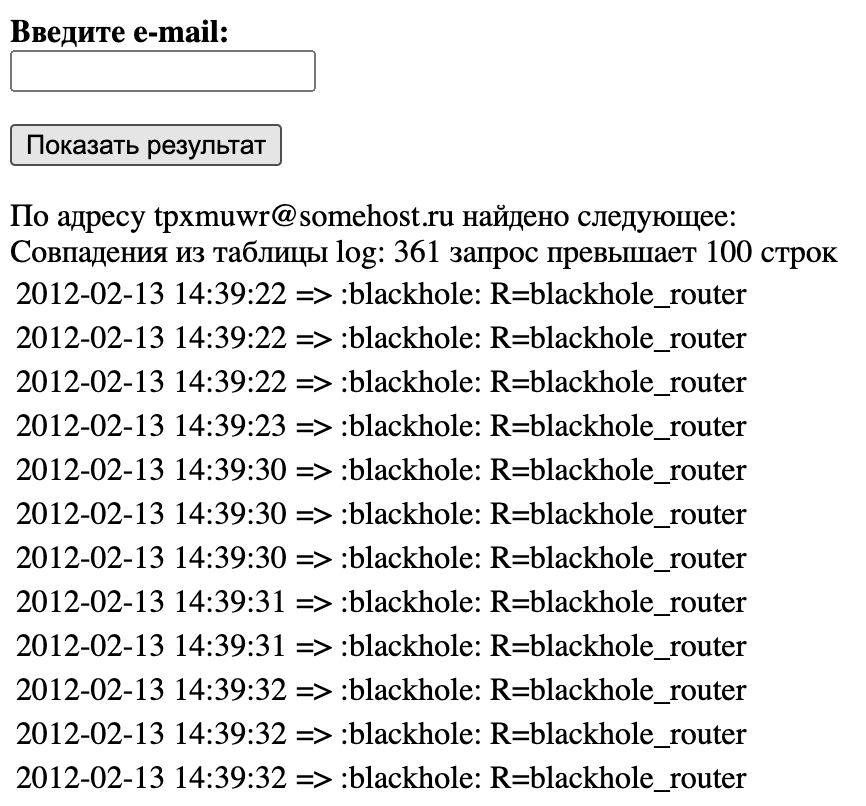 Введите e-mail:
Показать результат
По адресу tpxmuwr@somehost.ru найдено следующее:
Совпадения из таблицы log: 361 запрос превышает 100 строк
2012-02-13 14:39:22 => :blackhole: R=blackhole_router
2012-02-13 14:39:22 => :blackhole: R=blackhole_router
2012-02-13 14:39:22 => :blackhole: R=blackhole_router
2012-02-13 14:39:23 => :blackhole: R=blackhole_router
2012-02-13 14:39:30 => :blackhole: R=blackhole_router
2012-02-13 14:39:30 => :blackhole: R=blackhole_router
2012-02-13 14:39:30 => :blackhole: R=blackhole_router
2012-02-13 14:39:31 => :blackhole: R=blackhole_router
2012-02-13 14:39:31 => :blackhole: R=blackhole_router
2012-02-13 14:39:32 => :blackhole: R=blackhole_router
2012-02-13 14:39:32 => :blackhole: R=blackhole_router
2012-02-13 14:39:32 => :blackhole: R=blackhole_router